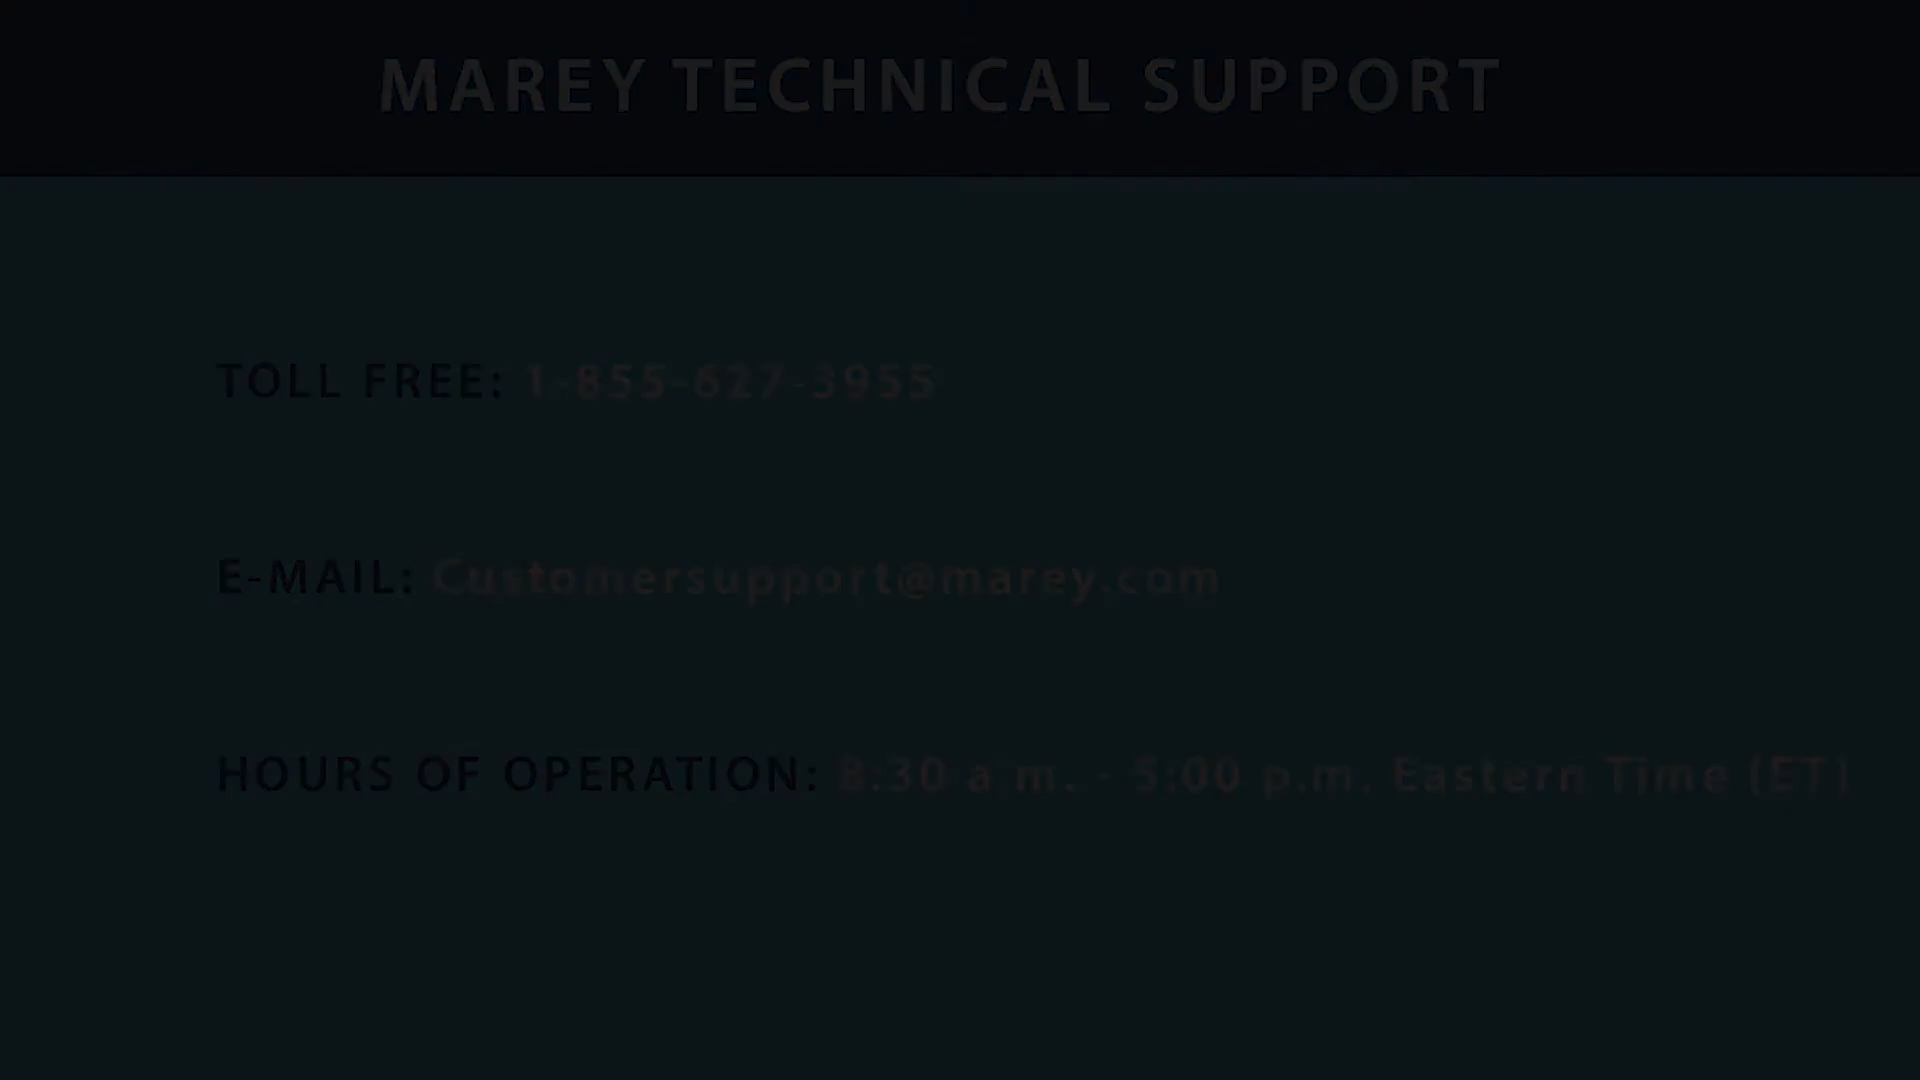 MAREY TECHNICAL SUPPORT
TOLL FREE: 1-855-627-3955
E-MAIL: Customersupport@marey.com
HOURS OF OPERATION: 8:30 a.m. - 5:00 p.m. Eastern Time (ET)